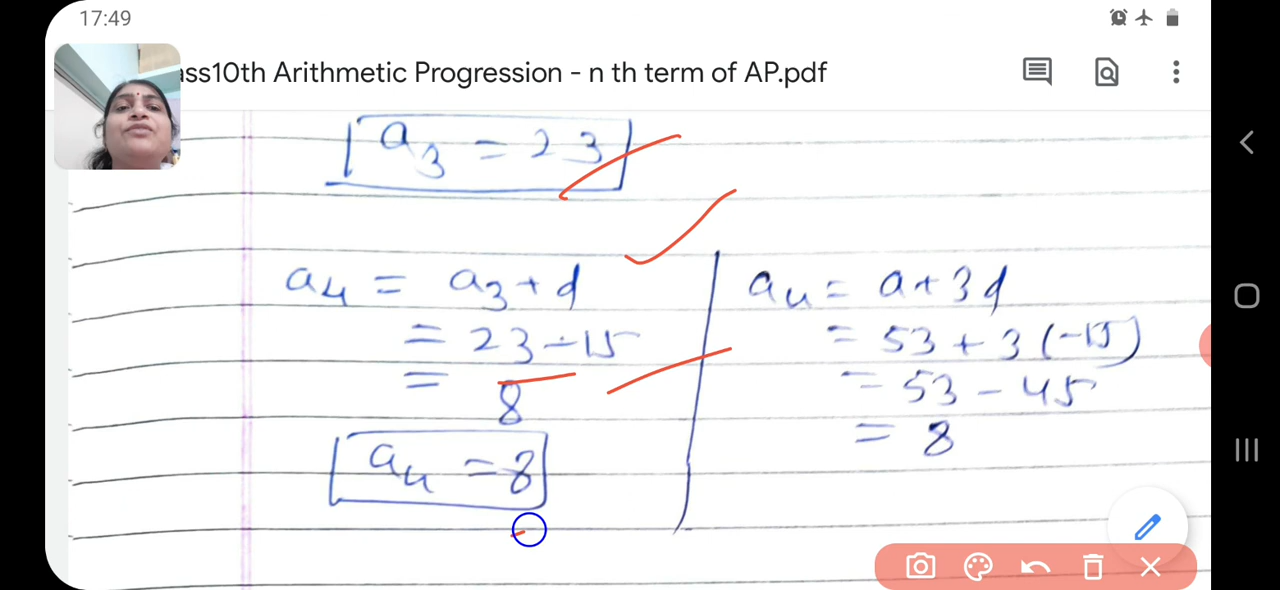 17:49
ass10th Arithmetic Progression - n th term of AP.pdf
a3 = 23
a4 = a3 + d
= 23 - 15
= 8
a4 = 8
a4 = a + 3d
= 53 + 3 (-15)
= 53 - 45
= 8